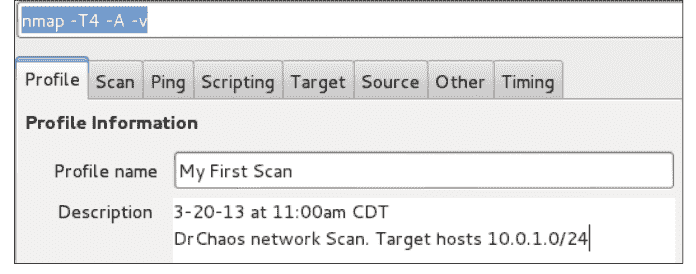 nmap -T4 -A -v
Profile Scan Ping Scripting Target Source Other Timing
Profile Information
Profile name My First Scan
Description 3-20-13 at 11:00am CDT
DrChaos network Scan. Target hosts 10.0.1.0/24